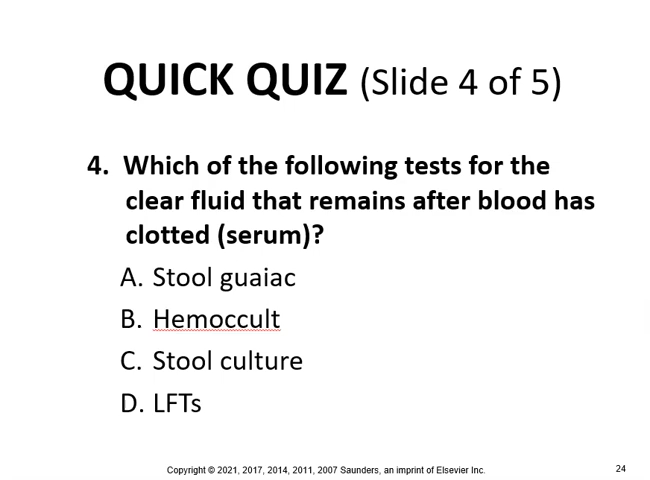 QUICK QUIZ (Slide 4 of 5)
4. Which of the following tests for the
clear fluid that remains after blood has
clotted (serum)?
A. Stool guaiac
B. Hemoccult
C. Stool culture
D. LFTs
Copyright © 2021, 2017, 2014, 2011, 2007 Saunders, an imprint of Elsevier Inc.
24